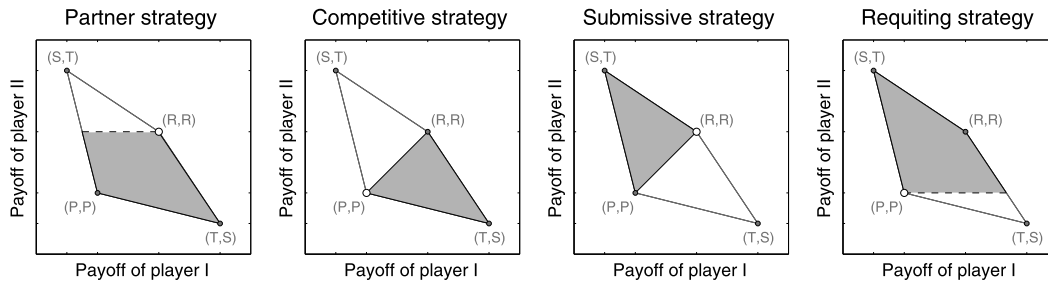 Partner strategy
Payoff of player II
(S,T)
(R,R)
(P,P)
(T,S)
Payoff of player I
Competitive strategy
Payoff of player II
(S,T)
(R,R)
(P,P)
(T,S)
Payoff of player I
Submissive strategy
Payoff of player II
(S,T)
(R,R)
(P,P)
(T,S)
Payoff of player I
Requiting strategy
Payoff of player II
(S,T)
(R,R)
(P,P)
(T,S)
Payoff of player I